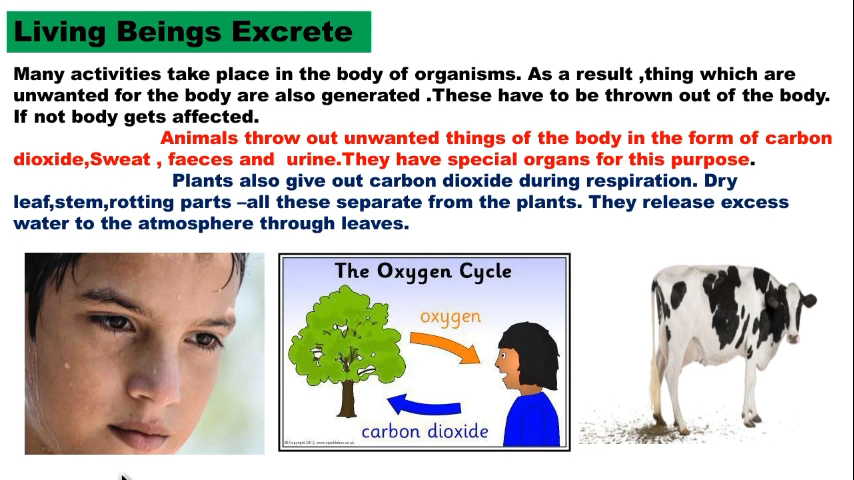 Living Beings Excrete
Many activities take place in the body of organisms. As a result ,thing which are
unwanted for the body are also generated .These have to be thrown out of the body.
If not body gets affected.
Animals throw out unwanted things of the body in the form of carbon
dioxide,Sweat , faeces and  urine.They have special organs for this purpose.
Plants also give out carbon dioxide during respiration. Dry
leaf,stem,rotting parts –all these separate from the plants. They release excess
water to the atmosphere through leaves.
The Oxygen Cycle
oxygen
carbon dioxide